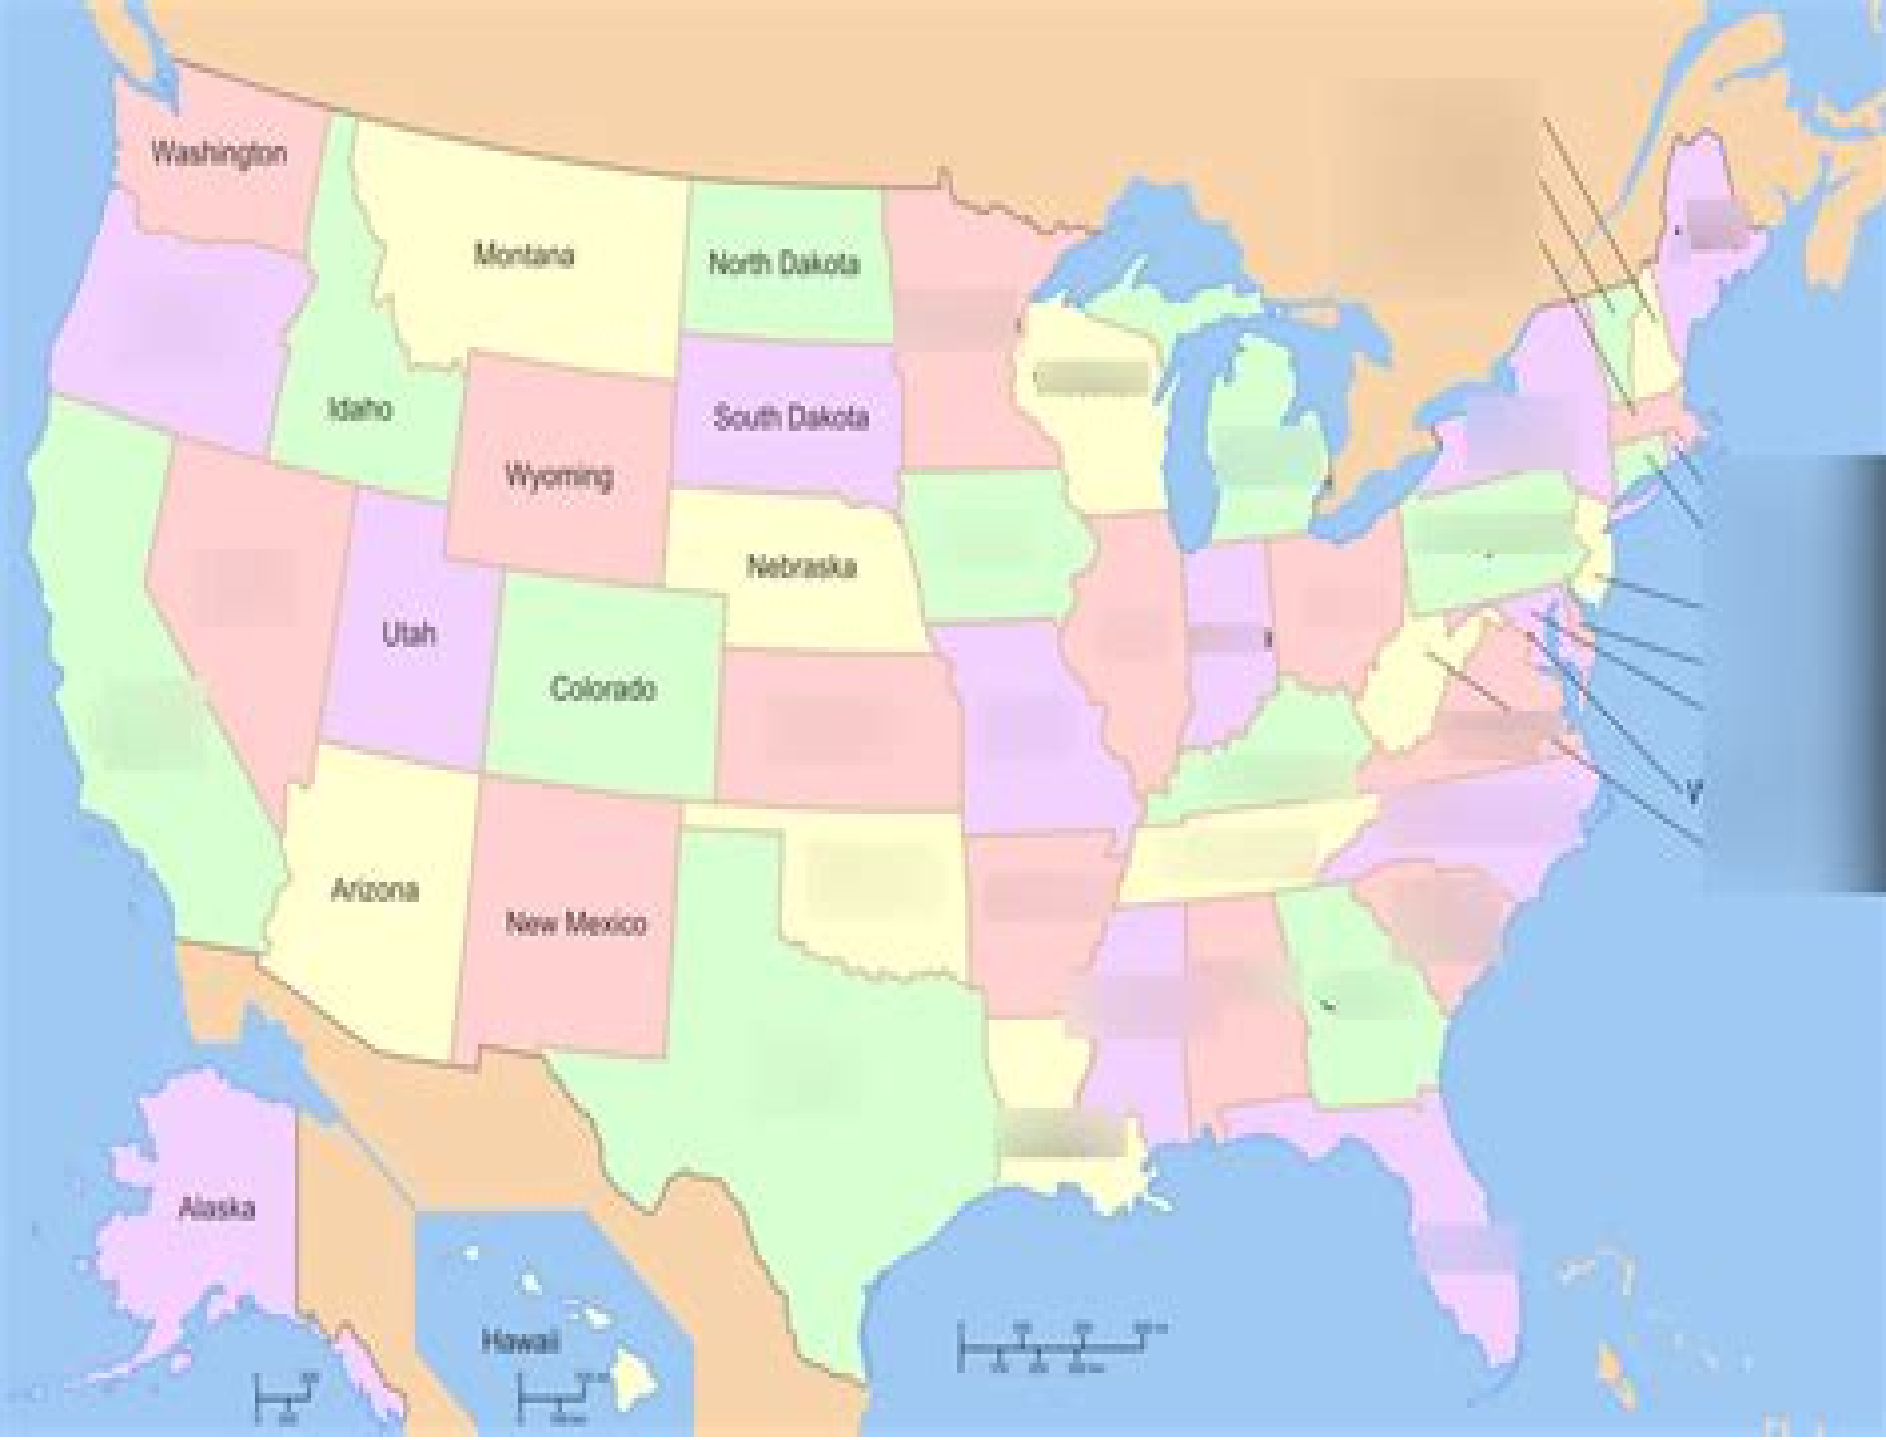 Washington
Montana
North Dakota
Idaho
South Dakota
Wyoming
Nebraska
Utah
Colorado
V
Arizona
New Mexico
Alaska
Hawaii